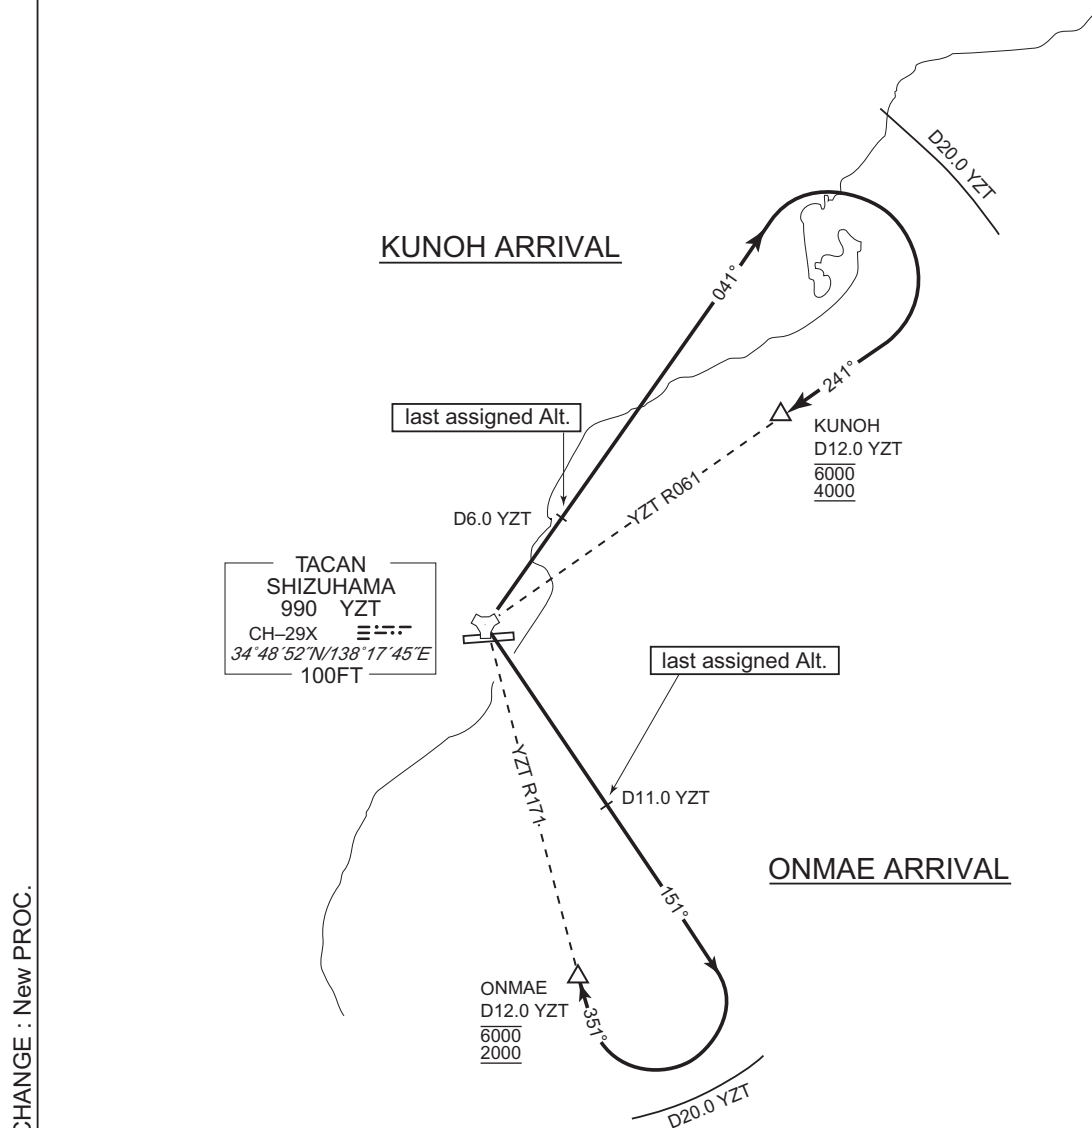 D20.0 YZT
KUNOH ARRIVAL
041°
241°
last assigned Alt.
KUNOH
D12.0 YZT
6000
4000
YZT R061
D6.0 YZT
TACAN
SHIZUHAMA
990 YZT
CH–29X
34°48´52˝N/138°17´45˝E
100FT
last assigned Alt.
YZT R171
D11.0 YZT
ONMAE ARRIVAL
151°
ONMAE
D12.0 YZT
6000
2000
351°
D20.0 YZT
CHANGE : New PROC.